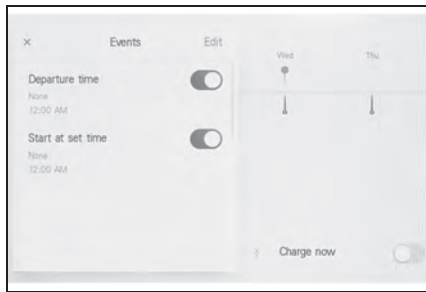 × Events Edit
Departure time
None
12:00 AM
Start at set time
None
12:00 AM
Wed Thu
Charge now